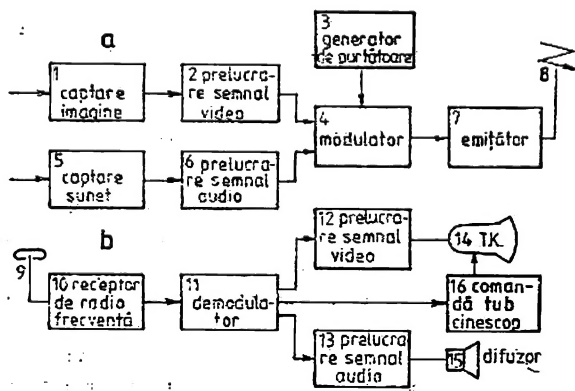 a
1
captare
imagine
2 prelucra-
re semnal
video
3
generator
de purtătoare
4
modulator
7
emițător
8
5
captare
sunet
6 prelucra-
re semnal
audio
b
9
10 receptor
de radio
frecvență
11
demodula-
tor
12 prelucra-
re semnal
video
14 T.K.
16 coman-
dă tub
cinescop
13 prelucra-
re semnal
audio
15
difuzor